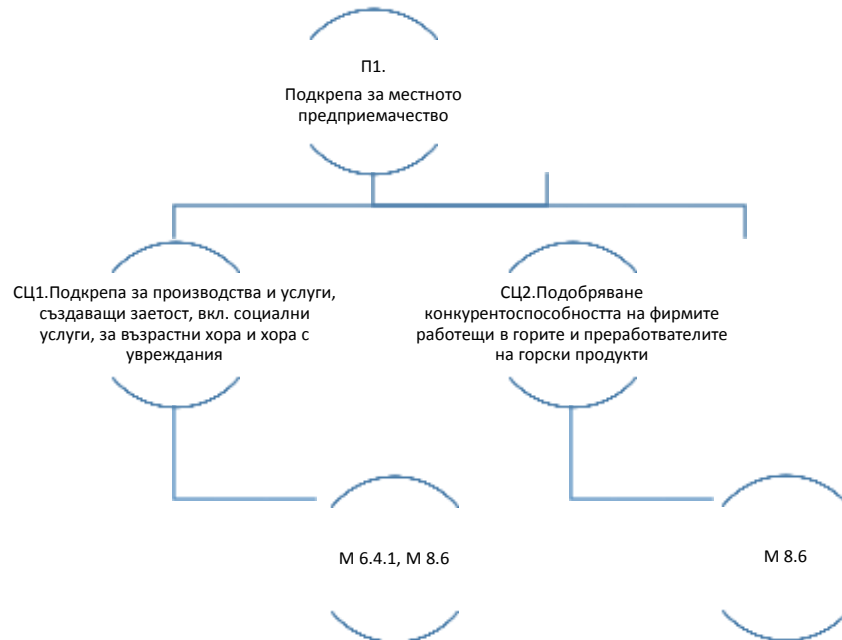 П1.
Подкрепа за местното
предприемачество
СЦ1.Подкрепа за производства и услуги,
създаващи заетост, вкл. социални
услуги, за възрастни хора и хора с
увреждания
СЦ2.Подобряване
конкурентоспособността на фирмите
работещи в горите и преработвателите
на горски продукти
М 6.4.1, М 8.6
М 8.6